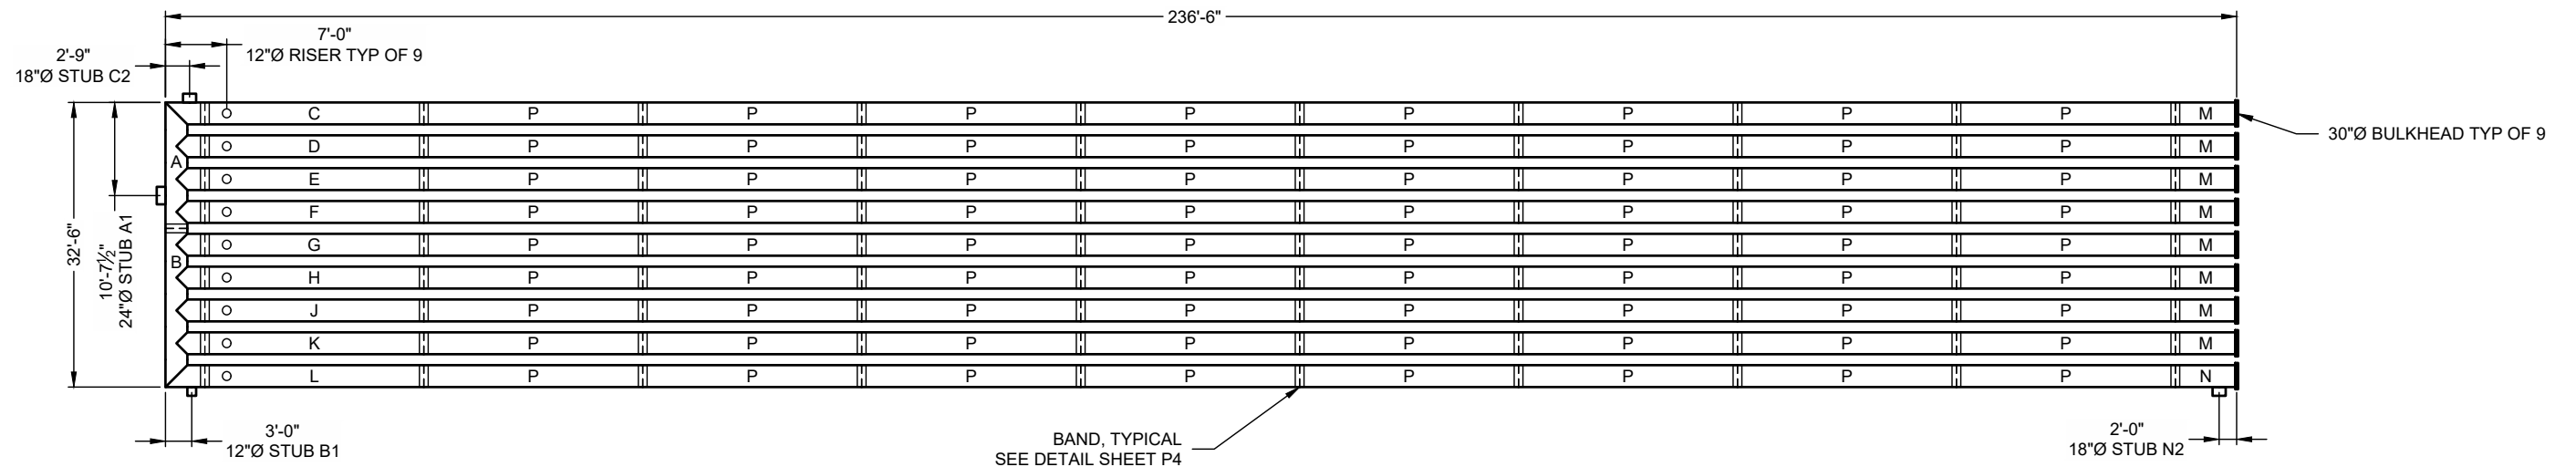 236'-6"
7'-0"
12"Ø RISER TYP OF 9
2'-9"
18"Ø STUB C2
C P P P P P P P P M
30"Ø BULKHEAD TYP OF 9
D P P P P P P P P M
A
E P P P P P P P P M
F P P P P P P P P M
32'-6"
10'-7½"
24"Ø STUB A1
G P P P P P P P P M
B
H P P P P P P P P M
J P P P P P P P P M
K P P P P P P P P M
L P P P P P P P P N
3'-0"
12"Ø STUB B1
BAND, TYPICAL
SEE DETAIL SHEET P4
2'-0"
18"Ø STUB N2